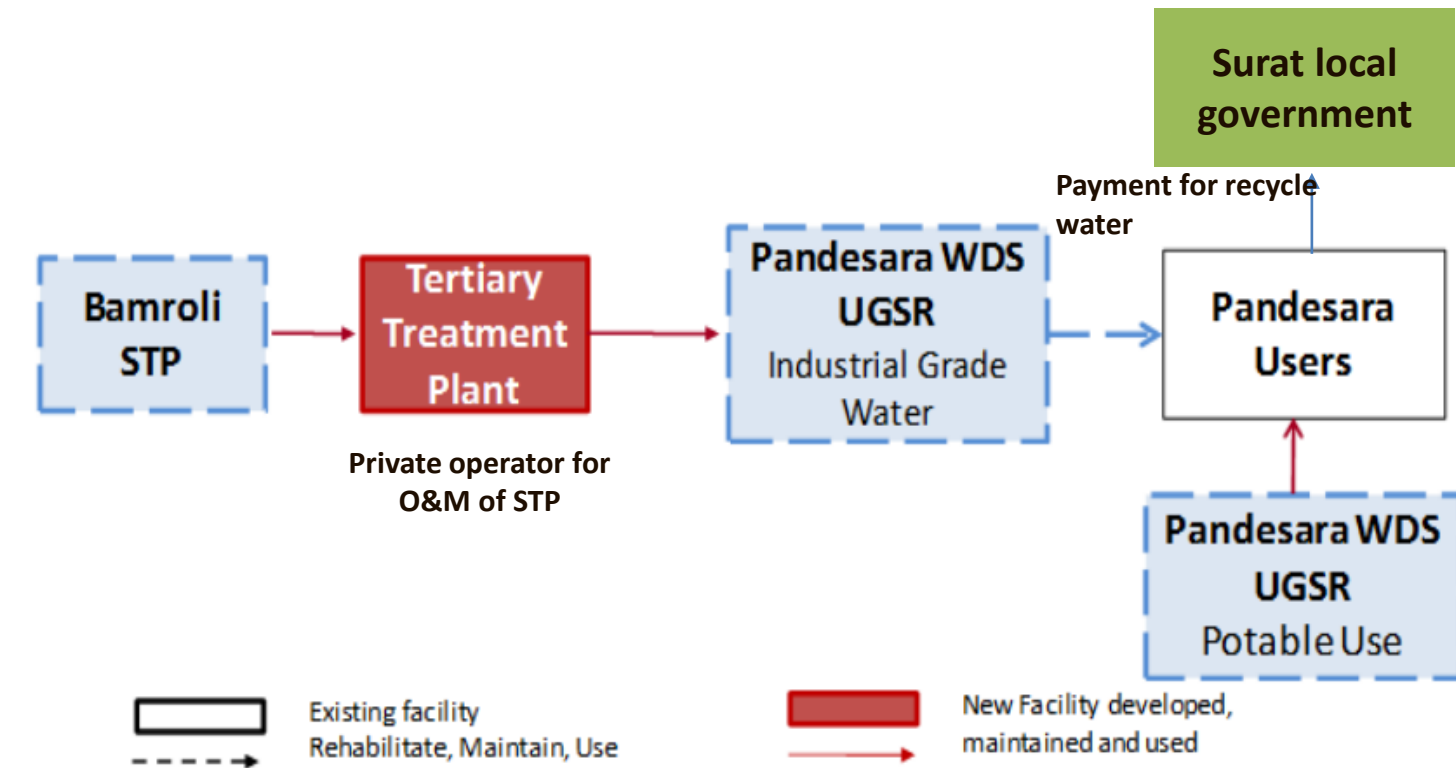 Surat local
government
Payment for recycle
water
Bamroli
STP
Tertiary
Treatment
Plant
Pandesara WDS
UGSR
Industrial Grade
Water
Pandesara
Users
Private operator for
O&M of STP
Pandesara WDS
UGSR
Potable Use
Existing facility
Rehabilitate, Maintain, Use
New Facility developed,
maintained and used